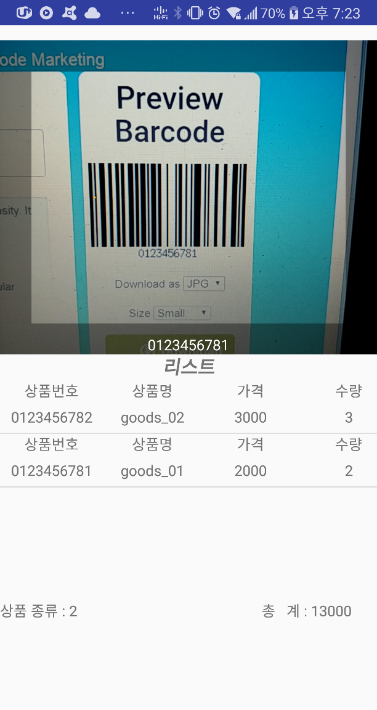 70% 오후 7:23
ode Marketing
Preview
Barcode
sity. It
0123456781
ular
Download as JPG
Size Small
0123456781
리스트
상품번호 상품명 가격 수량
0123456782 goods_02 3000 3
상품번호 상품명 가격 수량
0123456781 goods_01 2000 2
상품 종류 : 2 총 계 : 13000